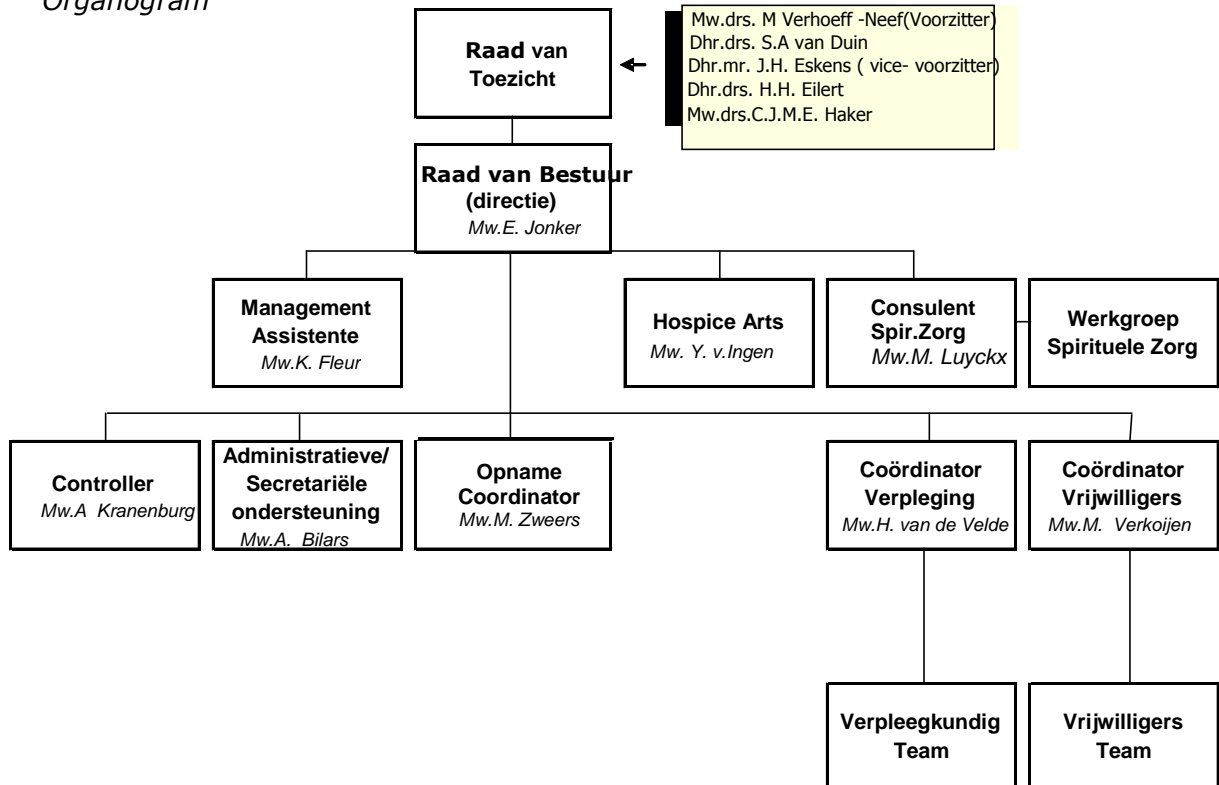 Organogram
Raad van
Toezicht
Mw.drs. M Verhoeff -Neef(Voorzitter)
Dhr.drs. S.A van Duin
Dhr.mr. J.H. Eskens ( vice- voorzitter)
Dhr.drs. H.H. Eilert
Mw.drs.C.J.M.E. Haker
Raad van Bestuur
(directie)
Mw.E. Jonker
Management
Assistente
Mw.K. Fleur
Hospice Arts
Mw. Y. v.Ingen
Consulent
Spir.Zorg
Mw.M. Luyckx
Werkgroep
Spirituele Zorg
Controller
Mw.A Kranenburg
Administratieve/
Secretariële
ondersteuning
Mw.A. Bilars
Opname
Coordinator
Mw.M. Zweers
Coördinator
Verpleging
Mw.H. van de Velde
Coördinator
Vrijwilligers
Mw.M. Verkoijen
Verpleegkundig
Team
Vrijwilligers
Team